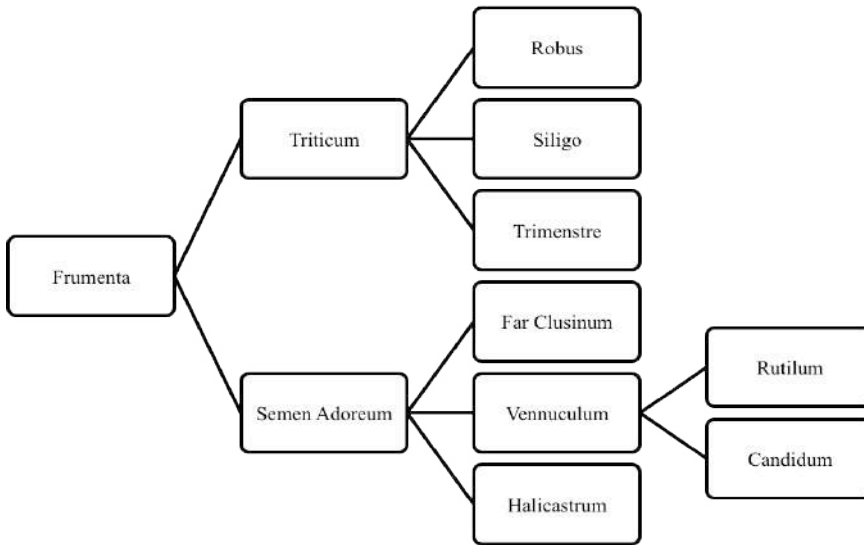 Frumenta
Triticum
Robus
Siligo
Trimenstre
Semen Adoreum
Far Clusinum
Vennuculum
Rutilum
Candidum
Halicastrum